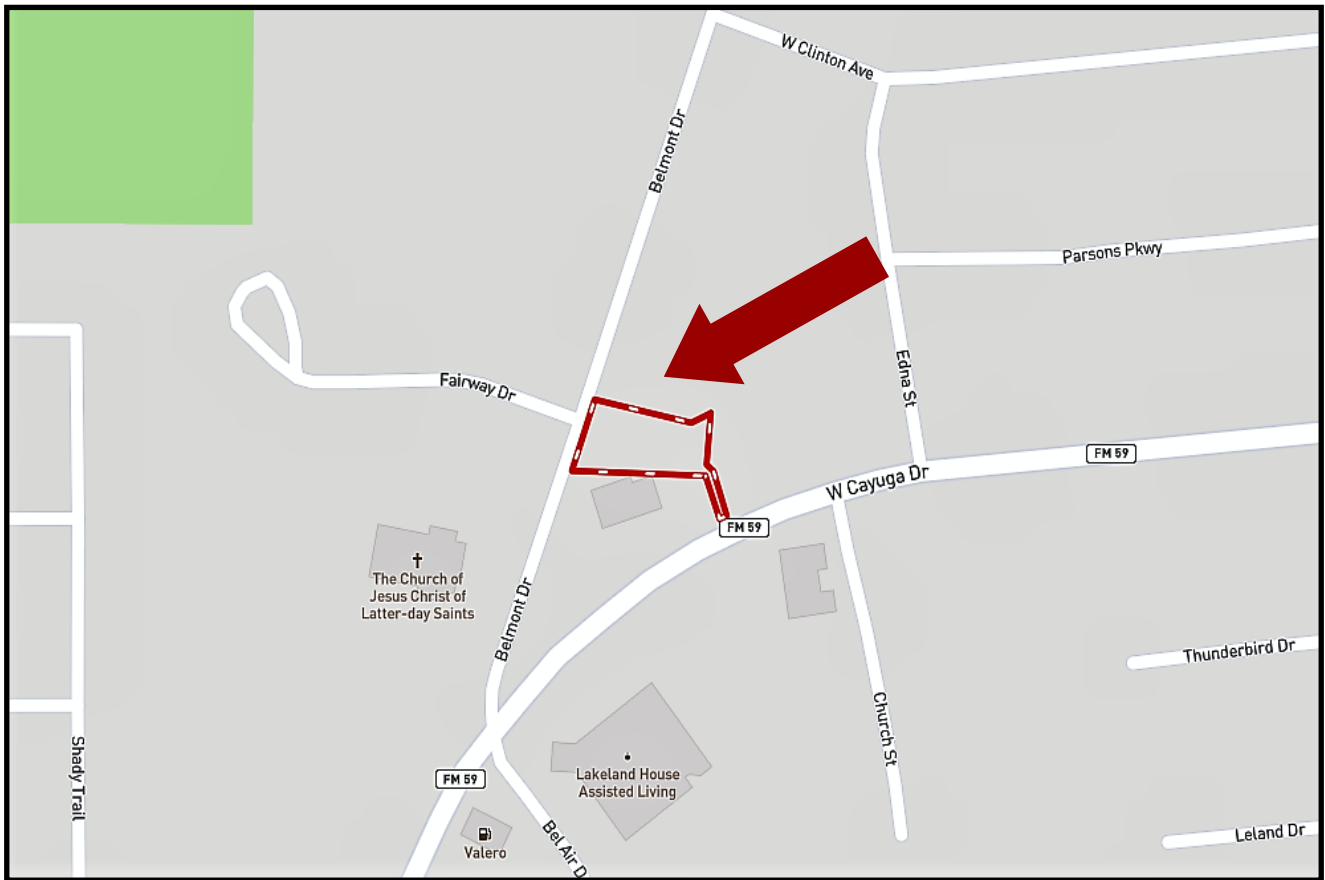 W Clinton Ave
Belmont Dr
Parsons Pkwy
Edna St
Fairway Dr
FM 59
W Cayuga Dr
FM 59
The Church of
Jesus Christ of
Latter-day Saints
Belmont Dr
Thunderbird Dr
Church St
Shady Trail
Lakeland House
Assisted Living
FM 59
Valero
Bel Air D
Leland Dr